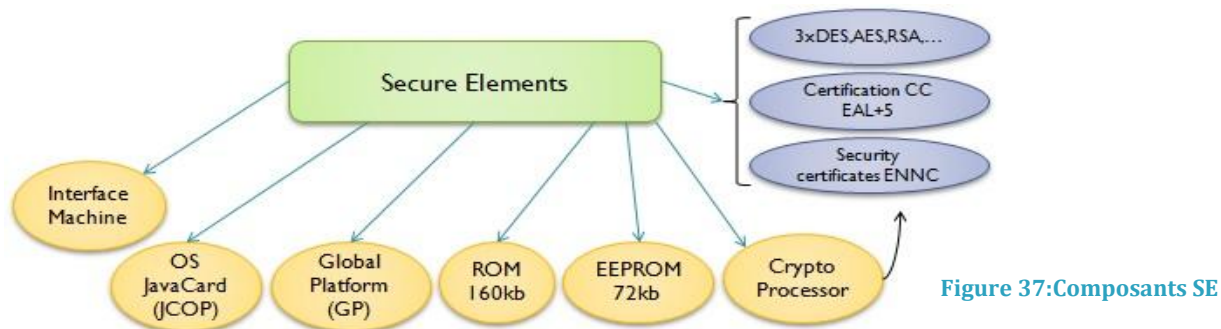 Secure Elements
3xDES,AES,RSA,...
Certification CC
EAL+5
Security
certificates ENNC
Interface
Machine
OS
JavaCard
(JCOP)
Global
Platform
(GP)
ROM
160kb
EEPROM
72kb
Crypto
Processor
Figure 37:Composants SE